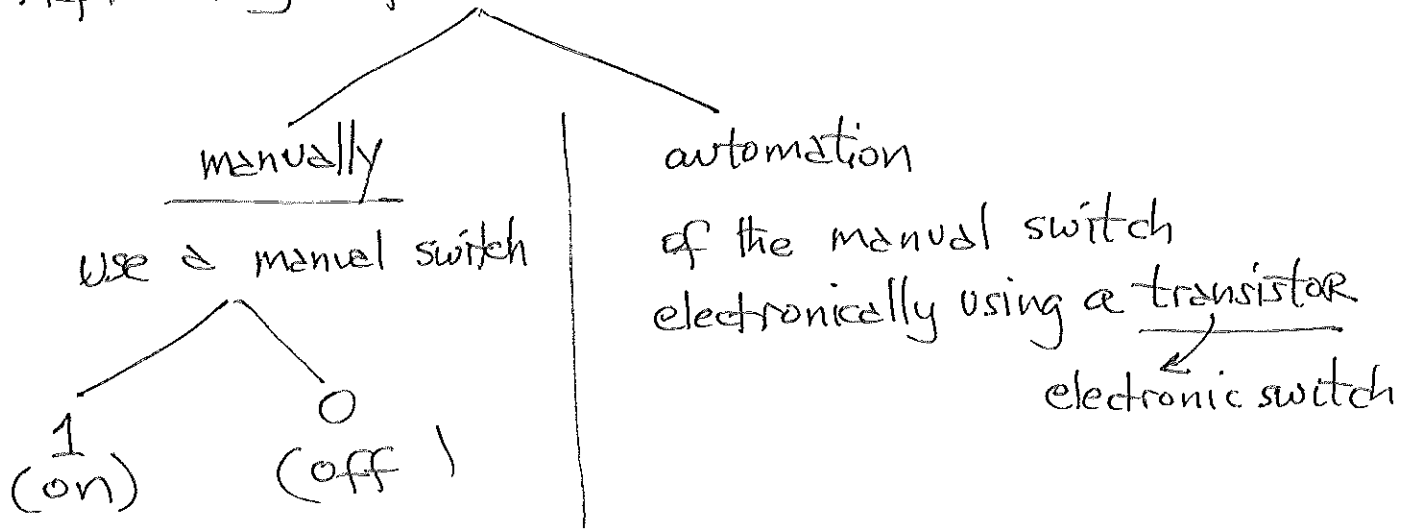 manually
use a manual switch
1
(on)
0
(off)
automation
of the manual switch
electronically using a transistor
electronic switch